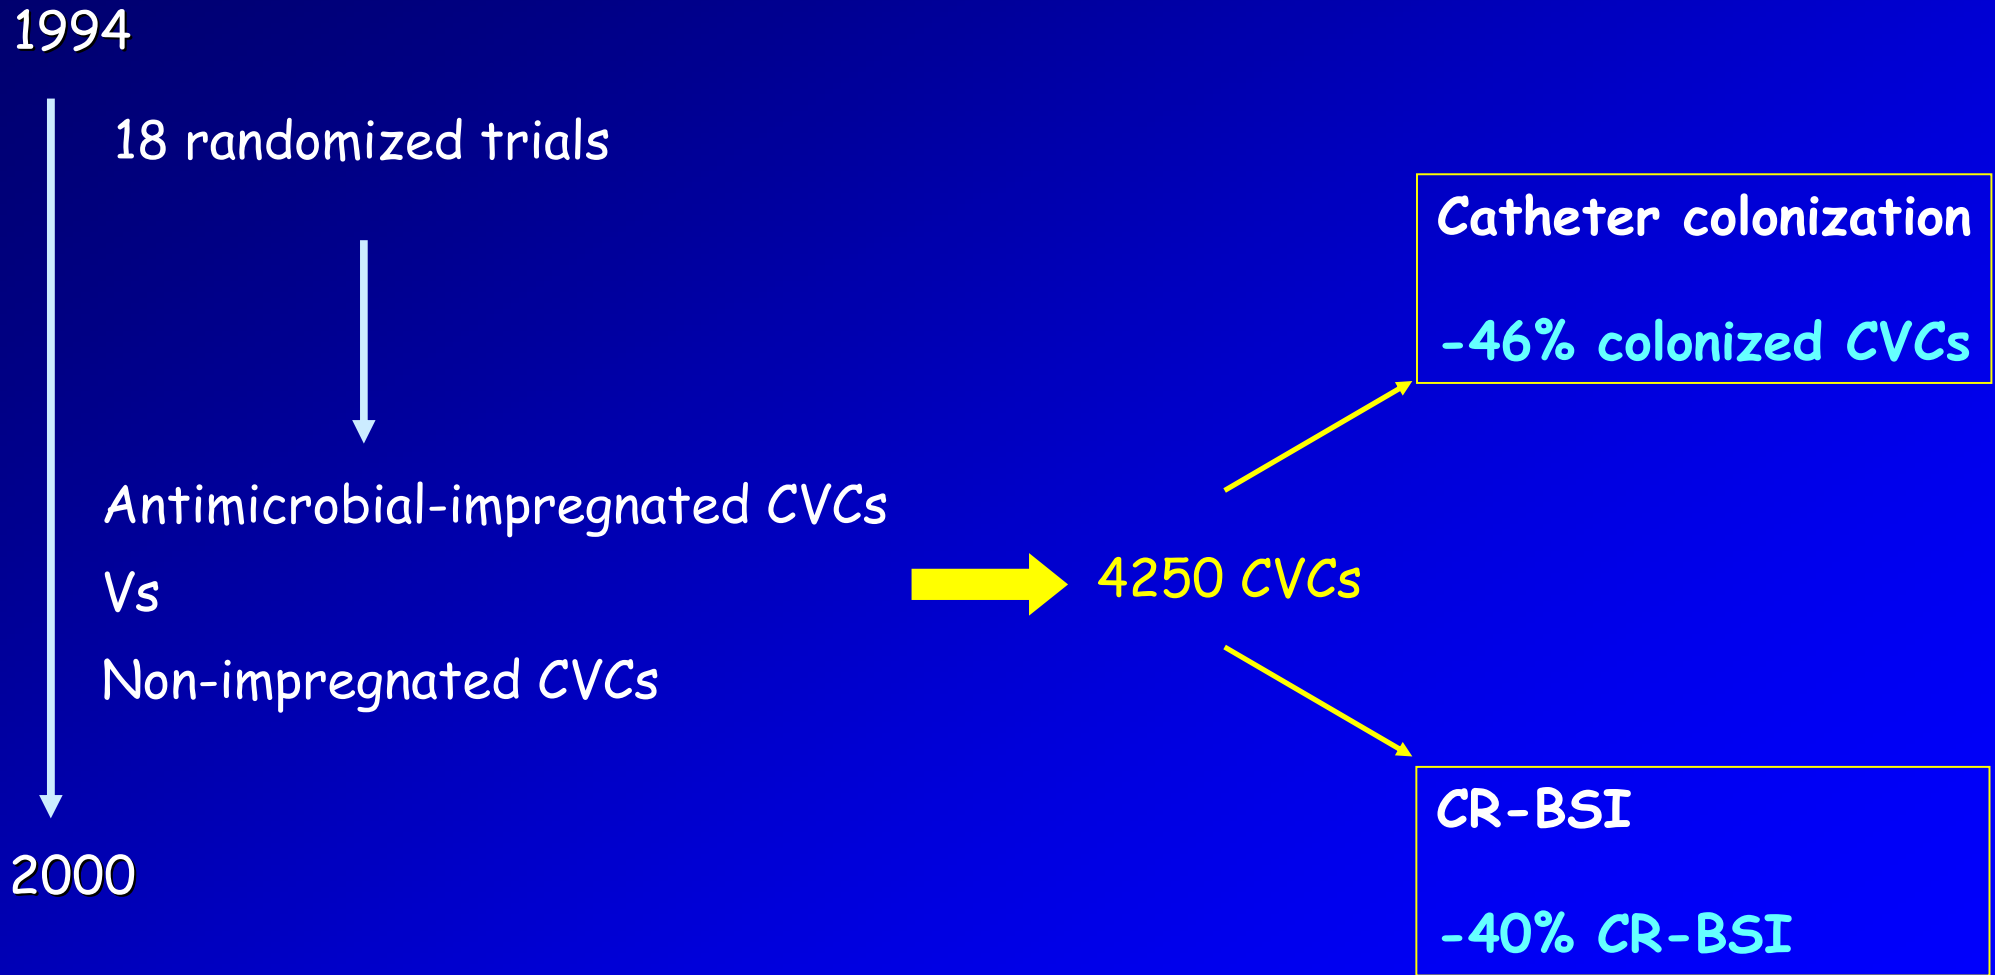 1994
18 randomized trials
Antimicrobial-impregnated CVCs
Vs
Non-impregnated CVCs
2000
4250 CVCs
Catheter colonization
-46% colonized CVCs
CR-BSI
-40% CR-BSI